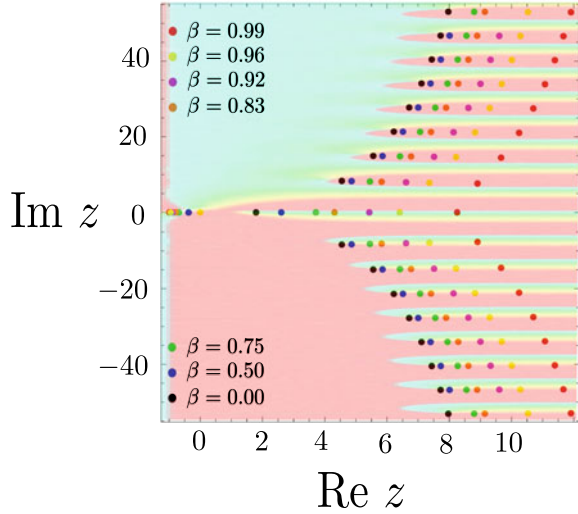 β = 0.99
β = 0.96
β = 0.92
β = 0.83
40
20
Im z
0
−20
−40
β = 0.75
β = 0.50
β = 0.00
0 2 4 6 8 10
Re z